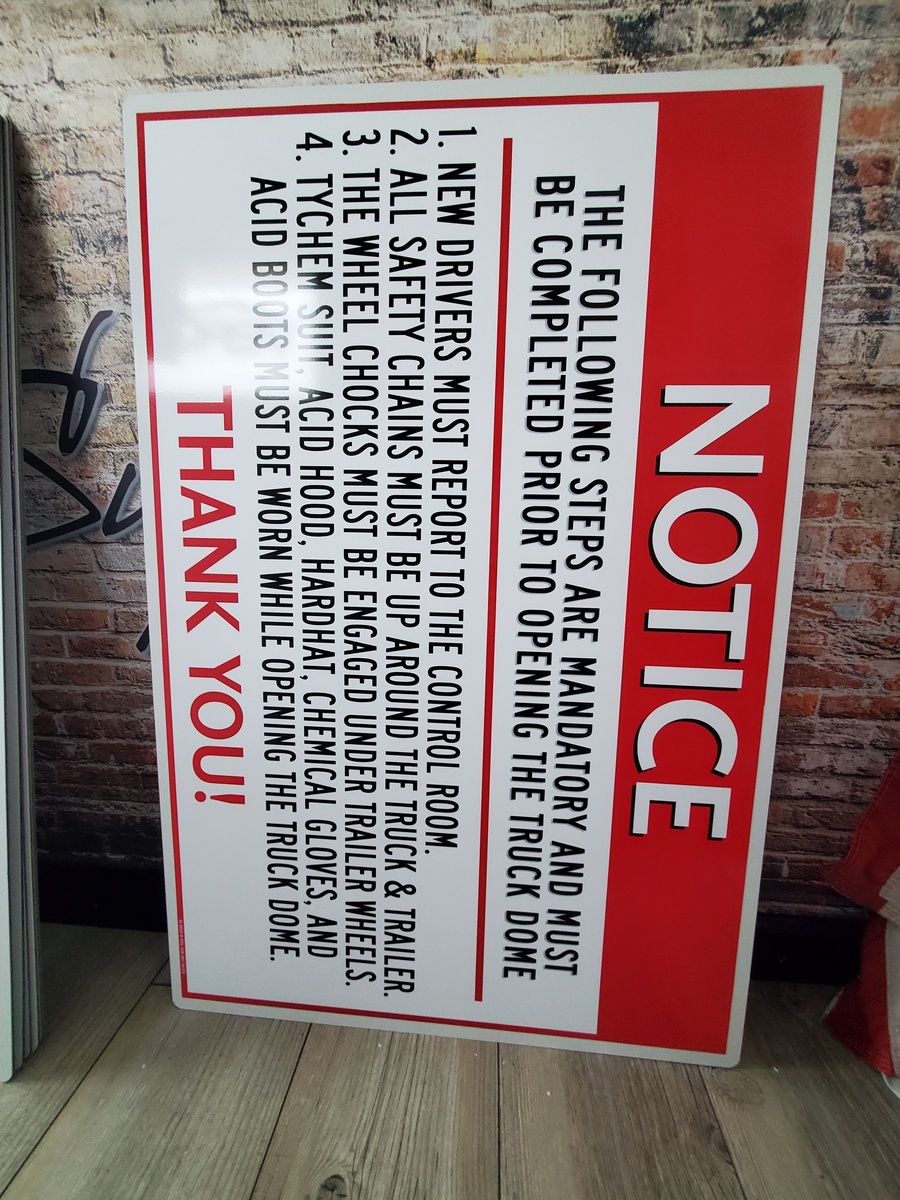 NOTICE
THE FOLLOWING STEPS ARE MANDATORY AND MUST
BE COMPLETED PRIOR TO OPENING THE TRUCK DOME
1. NEW DRIVERS MUST REPORT TO THE CONTROL ROOM.
2. ALL SAFETY CHAINS MUST BE UP AROUND THE TRUCK & TRAILER.
3. THE WHEEL CHOCKS MUST BE ENGAGED UNDER TRAILER WHEELS.
4. TYCHEM SUIT, ACID HOOD, HARDHAT, CHEMICAL GLOVES, AND
ACID BOOTS MUST BE WORN WHILE OPENING THE TRUCK DOME.
THANK YOU!